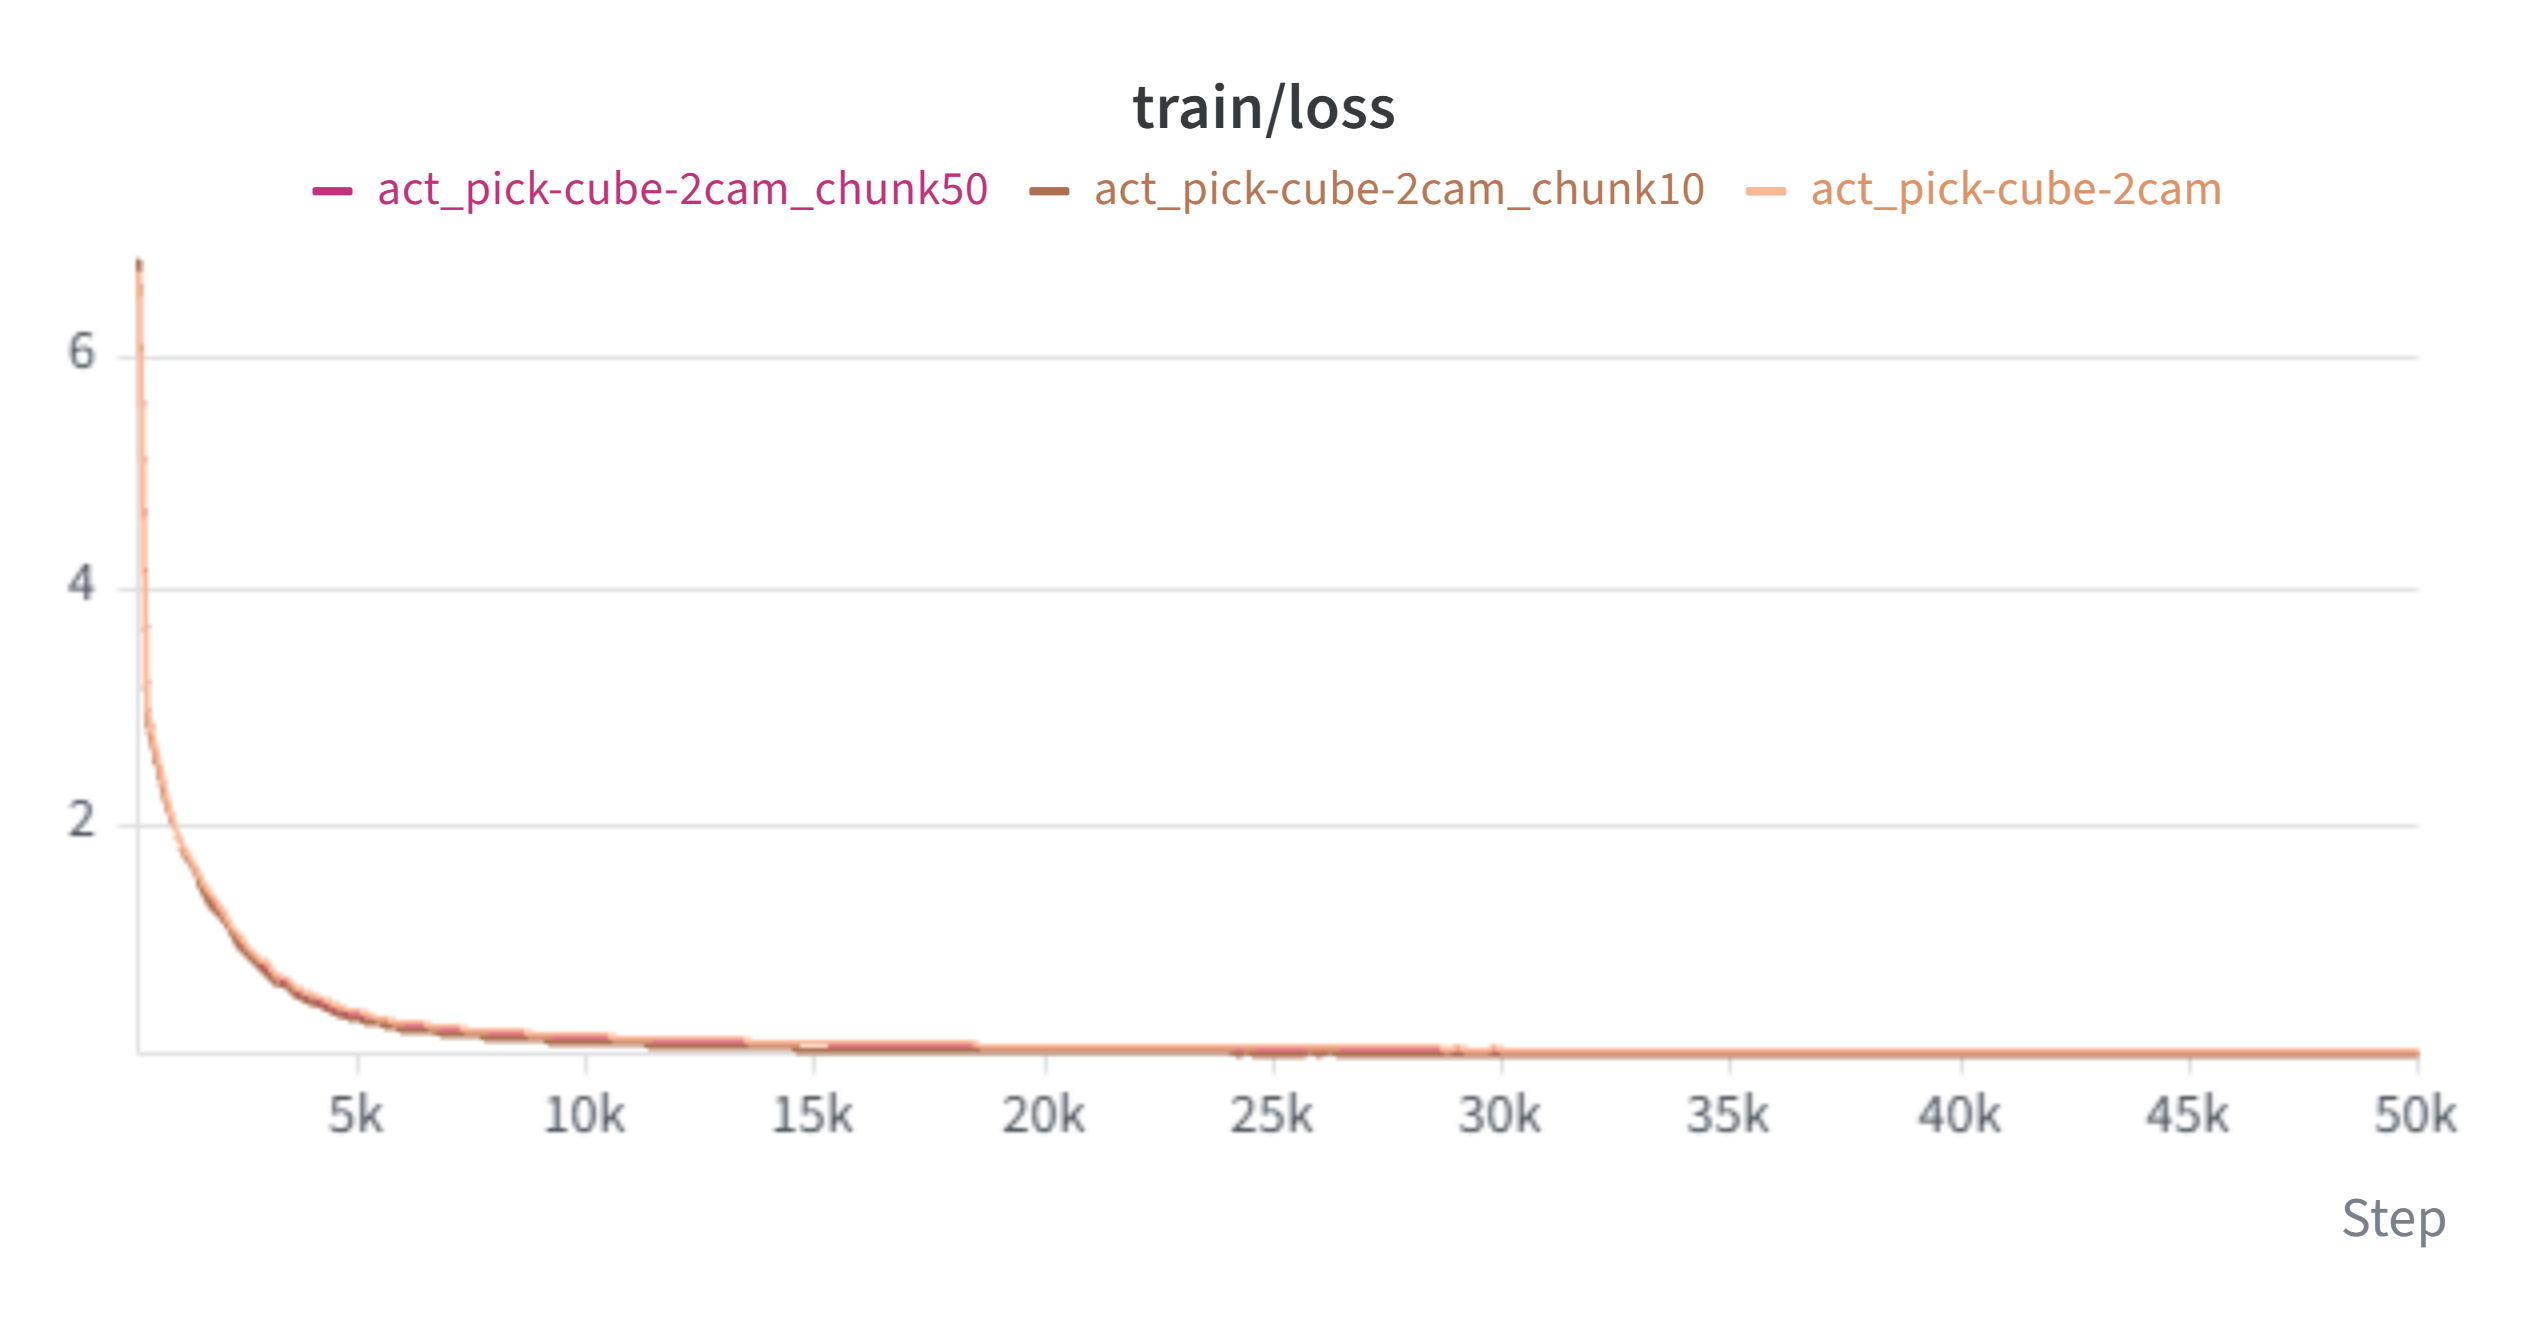 train/loss
act_pick-cube-2cam_chunk50 act_pick-cube-2cam_chunk10 act_pick-cube-2cam
6
4
2
5k 10k 15k 20k 25k 30k 35k 40k 45k 50k
Step